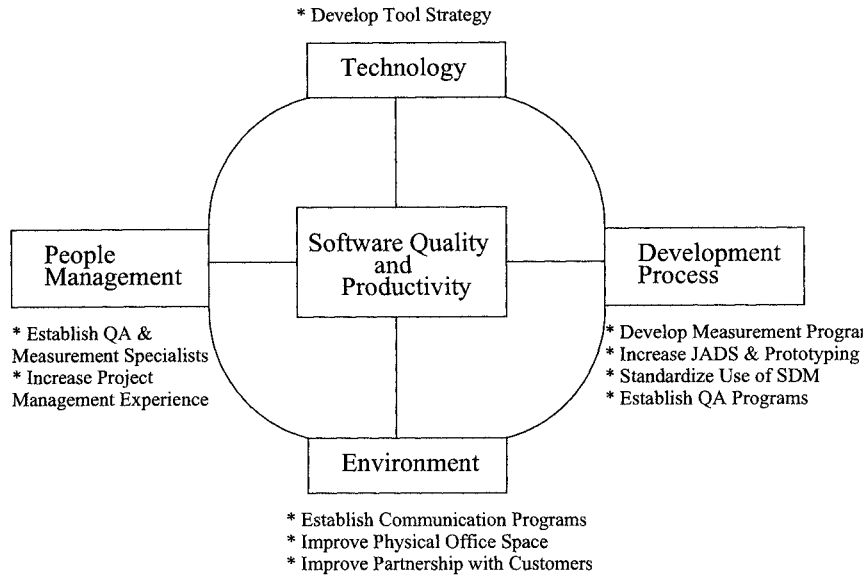 * Develop Tool Strategy
Technology
People
Management
Software Quality
and
Productivity
Development
Process
* Establish QA &
Measurement Specialists
* Increase Project
Management Experience
* Develop Measurement Program
* Increase JADS & Prototyping
* Standardize Use of SDM
* Establish QA Programs
Environment
* Establish Communication Programs
* Improve Physical Office Space
* Improve Partnership with Customers